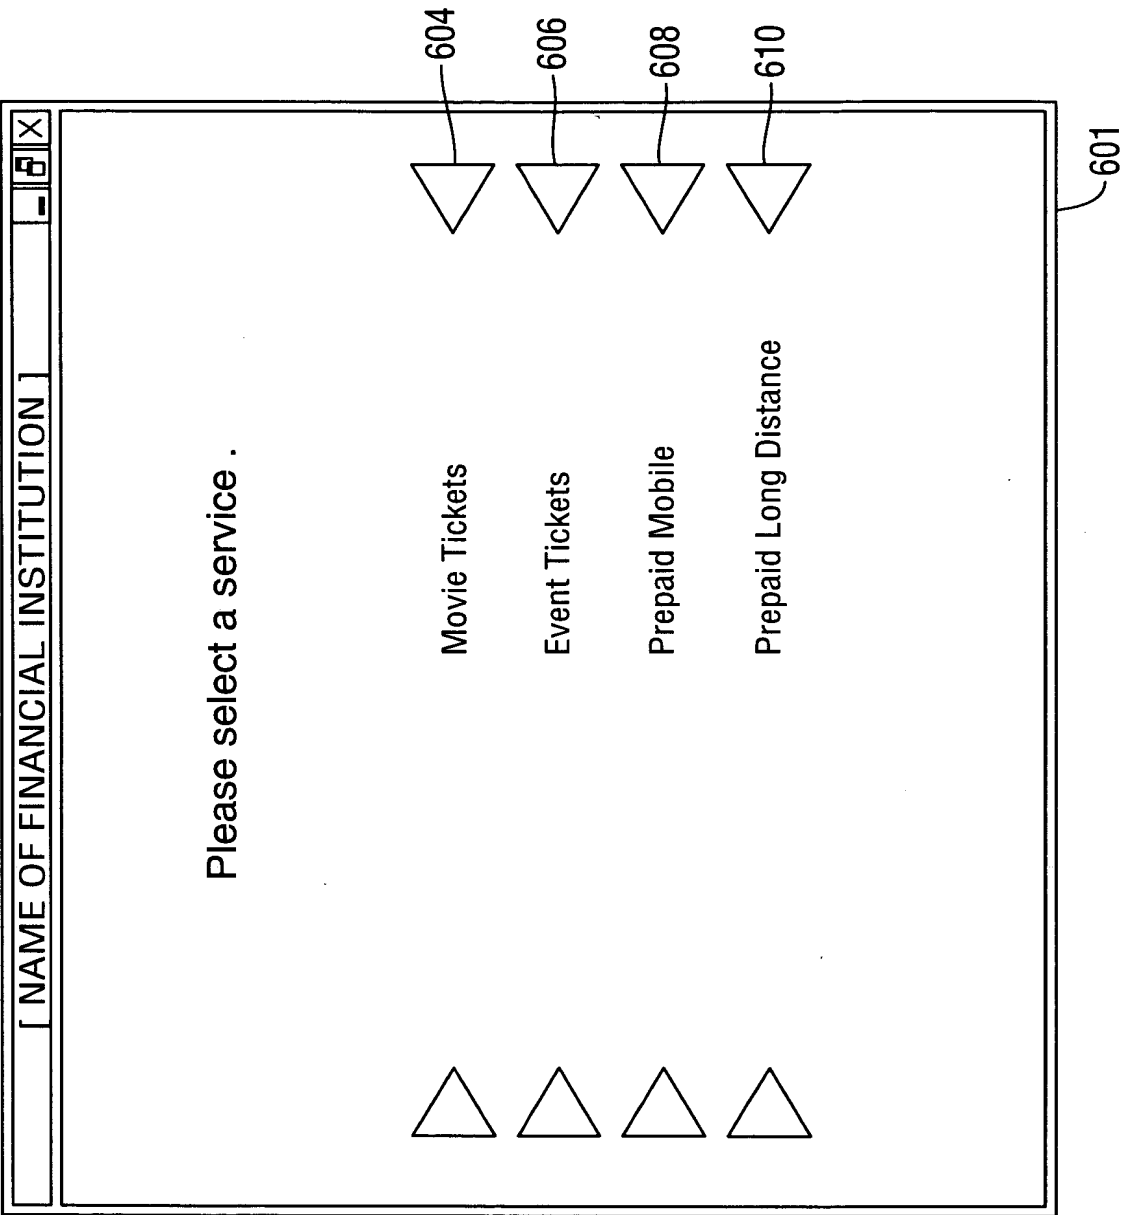 [ NAME OF FINANCIAL INSTITUTION ]
_ X
Please select a service .
Movie Tickets
604
Event Tickets
606
Prepaid Mobile
608
Prepaid Long Distance
610
601